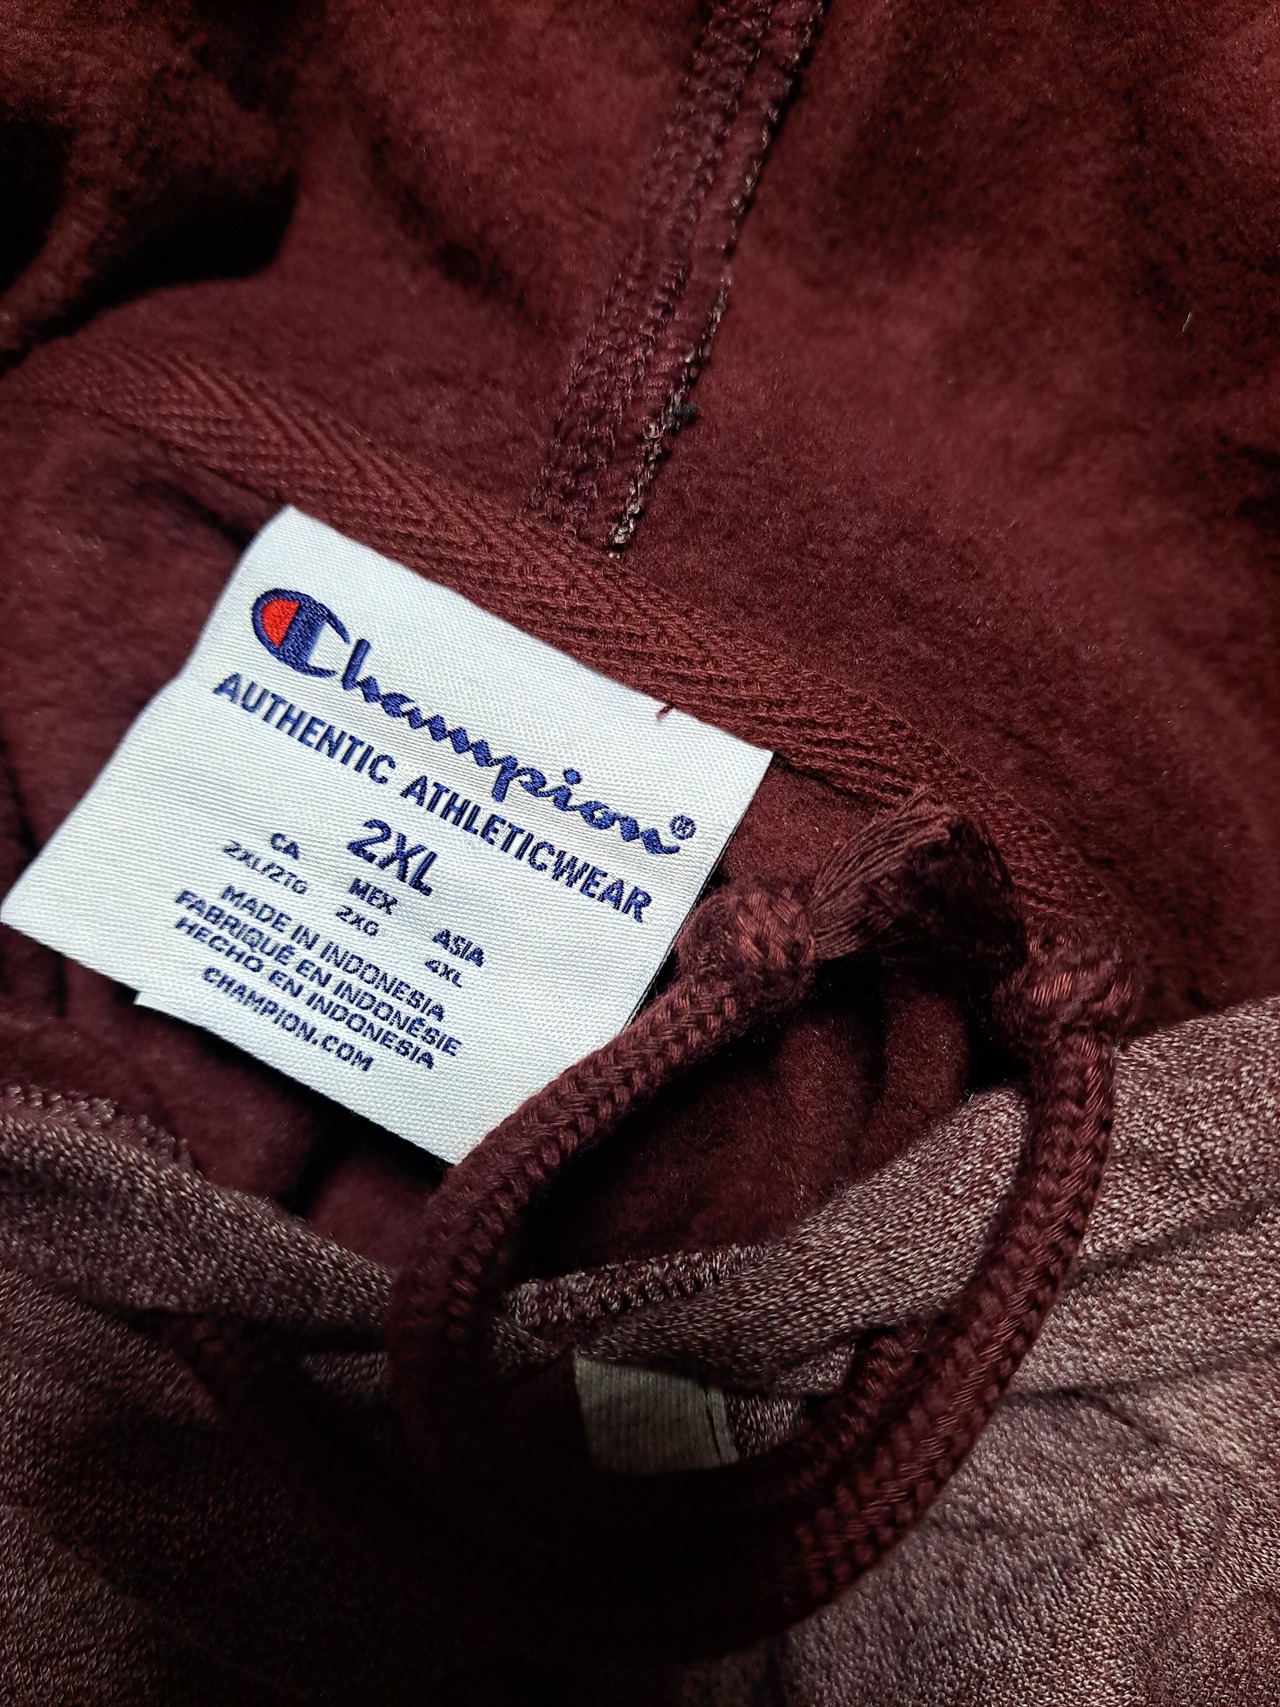 Champion®
AUTHENTIC ATHLETICWEAR
2XL
CA MEX ASIA
2XL/2TG 2XG 4XL
MADE IN INDONESIA
FABRIQUÉ EN INDONÉSIE
HECHO EN INDONESIA
CHAMPION.COM